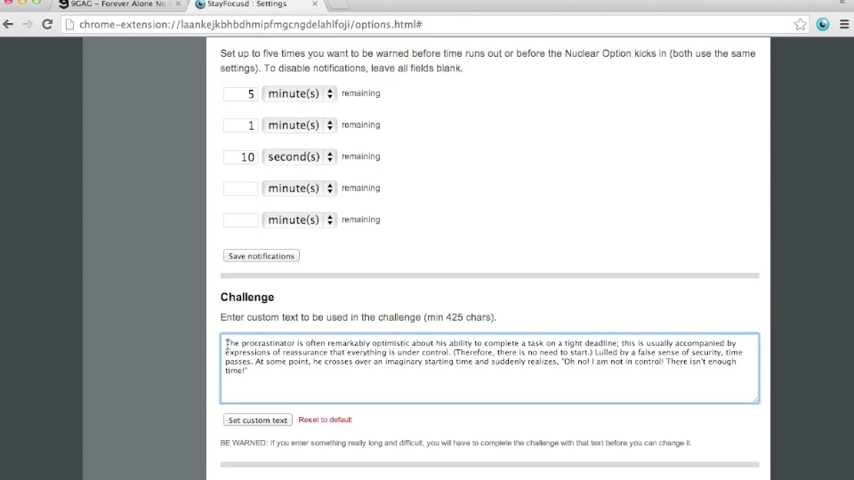 9GAG - Forever Alone No
StayFocusd : Settings
chrome-extension://laankejkbhbdhmipfmgcngdelahlfoji/options.html#
Set up to five times you want to be warned before time runs out or before the Nuclear Option kicks in (both use the same
settings). To disable notifications, leave all fields blank.
5 minute(s) remaining
1 minute(s) remaining
10 second(s) remaining
minute(s) remaining
minute(s) remaining
Save notifications
Challenge
Enter custom text to be used in the challenge (min 425 chars).
The procrastinator is often remarkably optimistic about his ability to complete a task on a tight deadline; this is usually accompanied by
expressions of reassurance that everything is under control. (Therefore, there is no need to start.) Lulled by a false sense of security, time
passes. At some point, he crosses over an imaginary starting time and suddenly realizes, "Oh no! I am not in control! There isn't enough
time!"
Set custom text Reset to default
BE WARNED: If you enter something really long and difficult, you will have to complete the challenge with that text before you can change it.